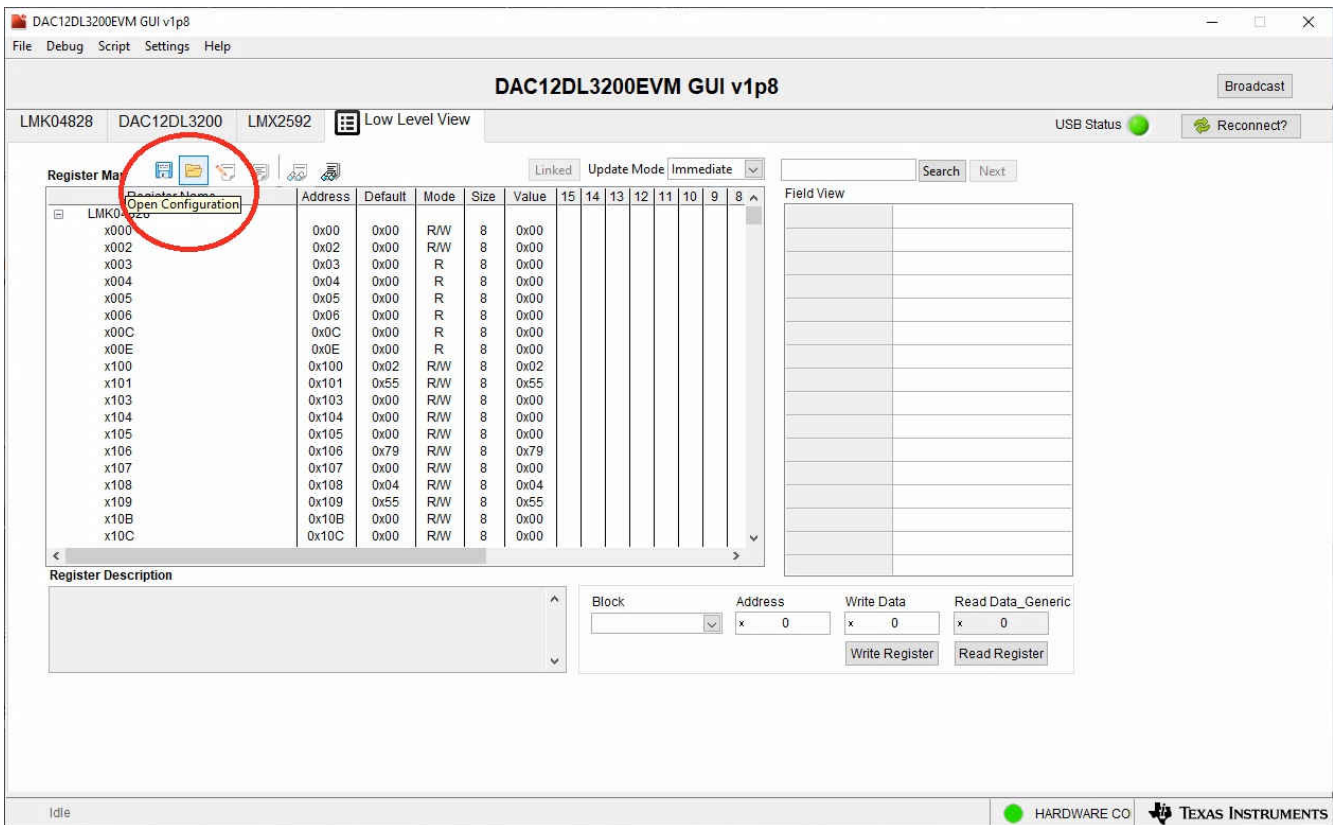 DAC12DL3200EVM GUI v1p8
File Debug Script Settings Help
DAC12DL3200EVM GUI v1p8
Broadcast
LMK04828 DAC12DL3200 LMX2592 Low Level View USB Status Reconnect?
Register Ma Linked Update Mode Immediate Search Next
Register Name Address Default Mode Size Value 15 14 13 12 11 10 9 8 Field View
Open Configuration
LMK04828
x000 0x00 0x00 R/W 8 0x00
x002 0x02 0x00 R/W 8 0x00
x003 0x03 0x00 R 8 0x00
x004 0x04 0x00 R 8 0x00
x005 0x05 0x00 R 8 0x00
x006 0x06 0x00 R 8 0x00
x00C 0x0C 0x00 R 8 0x00
x00E 0x0E 0x00 R 8 0x00
x100 0x100 0x02 R/W 8 0x02
x101 0x101 0x55 R/W 8 0x55
x103 0x103 0x00 R/W 8 0x00
x104 0x104 0x00 R/W 8 0x00
x105 0x105 0x00 R/W 8 0x00
x106 0x106 0x79 R/W 8 0x79
x107 0x107 0x00 R/W 8 0x00
x108 0x108 0x04 R/W 8 0x04
x109 0x109 0x55 R/W 8 0x55
x10B 0x10B 0x00 R/W 8 0x00
x10C 0x10C 0x00 R/W 8 0x00
Register Description
Block Address Write Data Read Data_Generic
x 0 x 0 x 0
Write Register Read Register
Idle HARDWARE CO TEXAS INSTRUMENTS